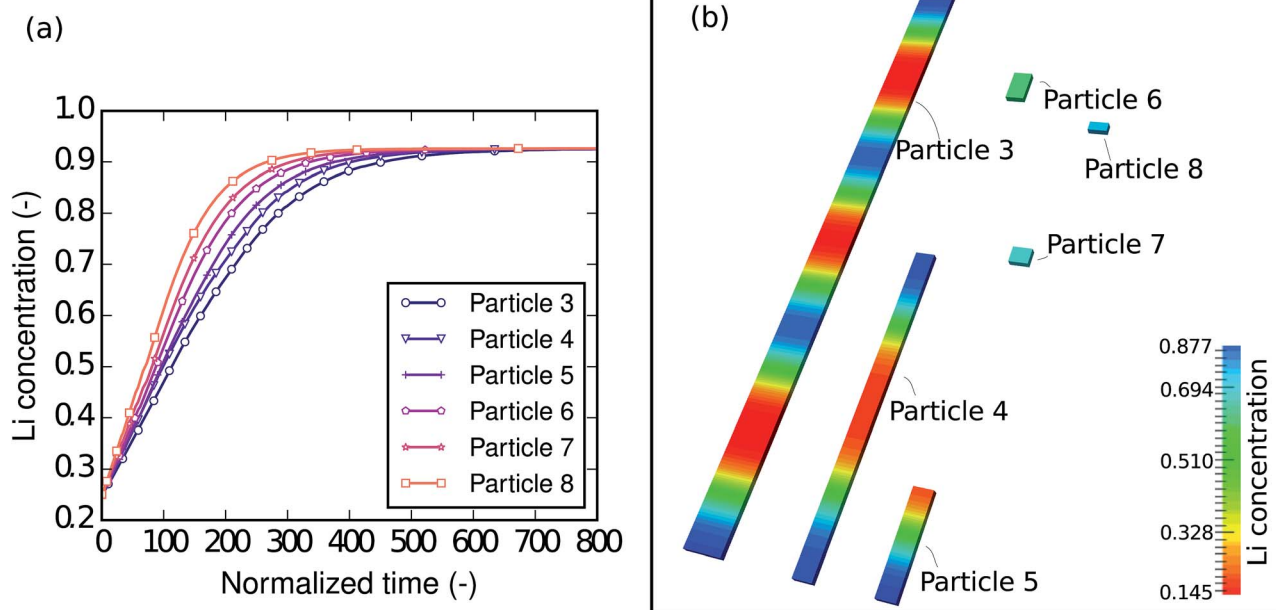 (a)
1.0
0.9
0.8
0.7
0.6
0.5
0.4
0.3
0.2
Li concentration (-)
0 100 200 300 400 500 600 700 800
Normalized time (-)
Particle 3
Particle 4
Particle 5
Particle 6
Particle 7
Particle 8
(b)
Particle 6
Particle 3
Particle 8
Particle 7
Particle 4
Particle 5
0.877
0.694
0.510
0.328
0.145
Li concentration